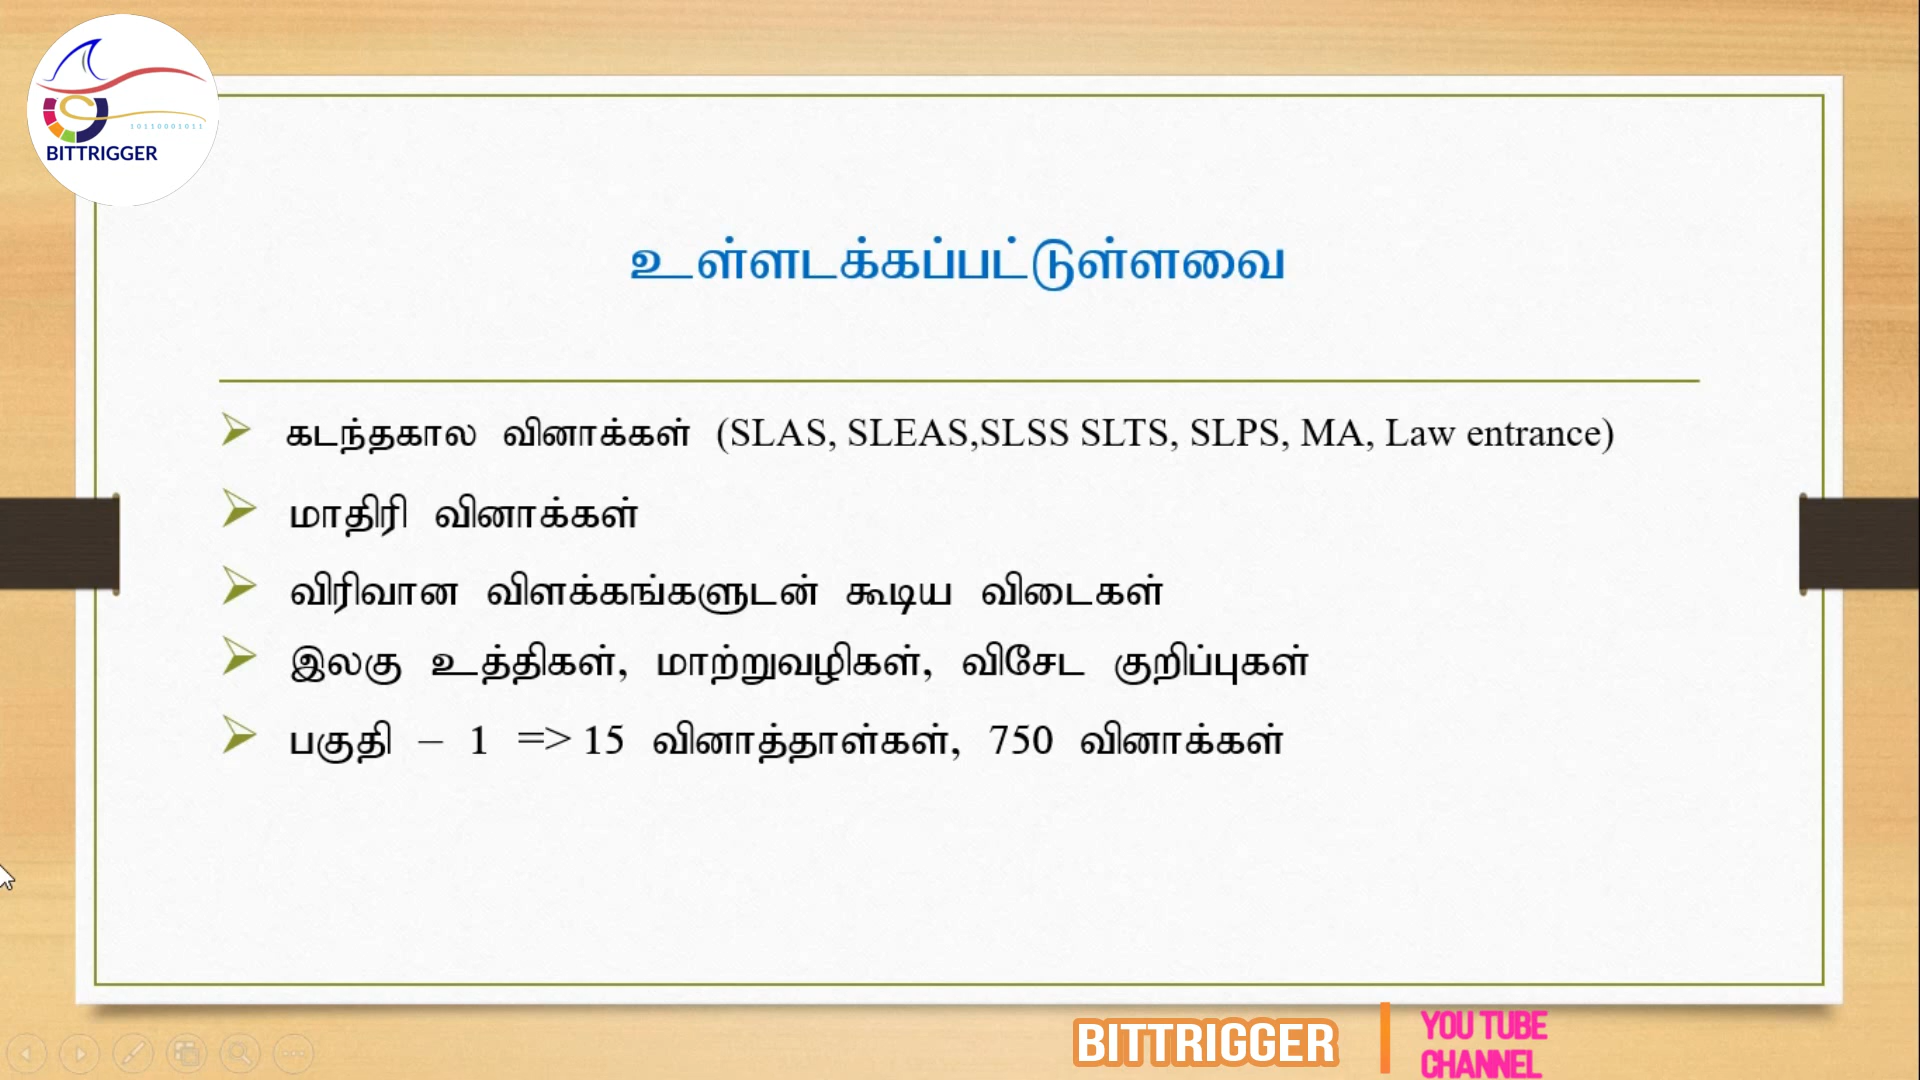 10110001011
BITTRIGGER
உள்ளடக்கப்பட்டுள்ளவை
கடந்தகால வினாக்கள் (SLAS, SLEAS,SLSS SLTS, SLPS, MA, Law entrance)
மாதிரி வினாக்கள்
விரிவான விளக்கங்களுடன் கூடிய விடைகள்
இலகு உத்திகள், மாற்றுவழிகள், விசேட குறிப்புகள்
பகுதி – 1 => 15 வினாத்தாள்கள், 750 வினாக்கள்
BITTRIGGER
YOU TUBE
CHANNEL